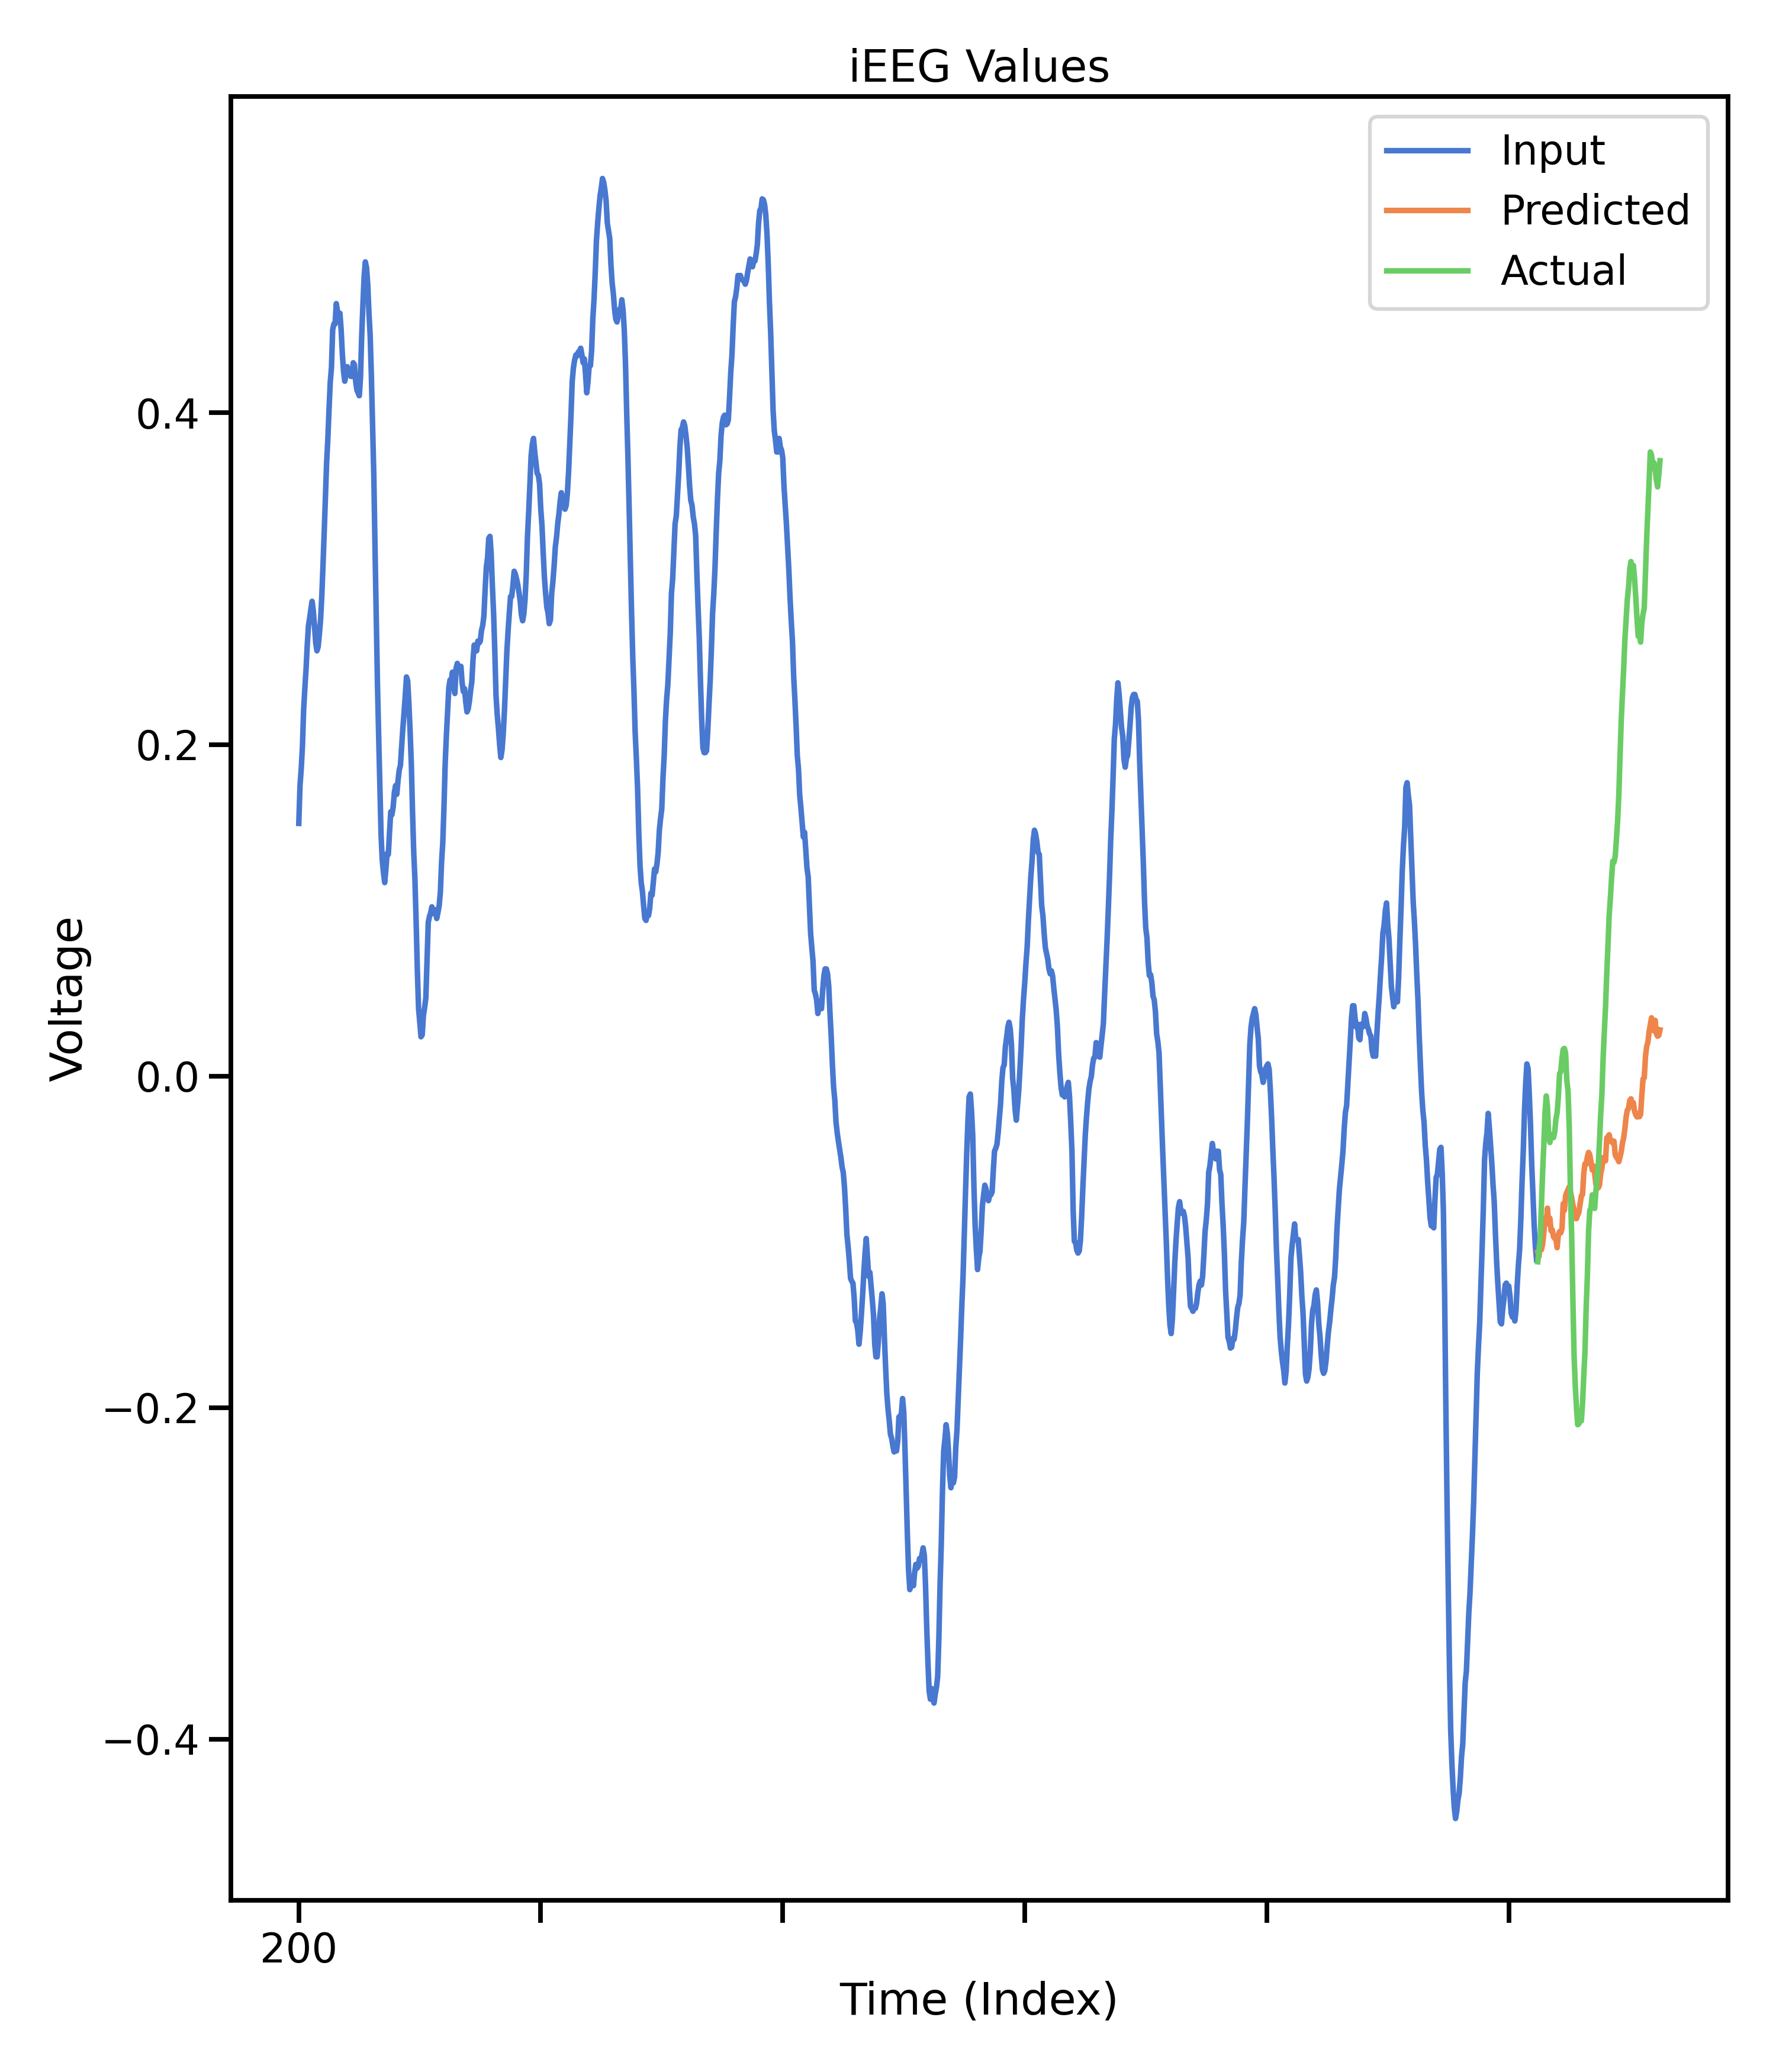 iEEG Values
Input
Predicted
Actual
0.4
0.2
0.0
−0.2
−0.4
Voltage
200
Time (Index)